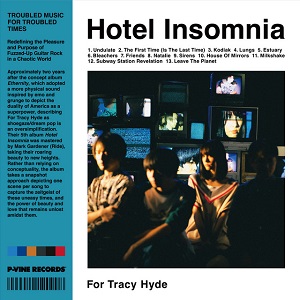 TROUBLED MUSIC
FOR TROUBLED
TIMES
Redefining the Pleasure
and Purpose of
Fuzzed-Up Guitar Rock
in a Chaotic World
Approximately two years
after the concept album
Ethernity, which adopted
a more physical sound
inspired by emo and
grunge to depict the
duality of America as a
superpower, describing
For Tracy Hyde as
shoegaze/dream pop is
an oversimplification.
Their 5th album Hotel
Insomnia was mastered
by Mark Gardener (Ride),
taking their roaring
beauty to new heights.
Rather than relying on
conceptuality, the album
takes a snapshot
approach depicting one
scene per song to
capture the zeitgeist of
these uneasy times, and
the power of beauty and
love that remains unicot
amidst them.
P-VINE RECORDS
Hotel Insomnia
1. Undulate 2. The First Time (Is The Last Time) 3. Kodiak 4. Lungs 5. Estuary
6. Bleachers 7. Friends 8. Natalie 9. Sirens 10. House Of Mirrors 11. Milkshake
12. Subway Station Revelation 13. Leave The Planet
For Tracy Hyde